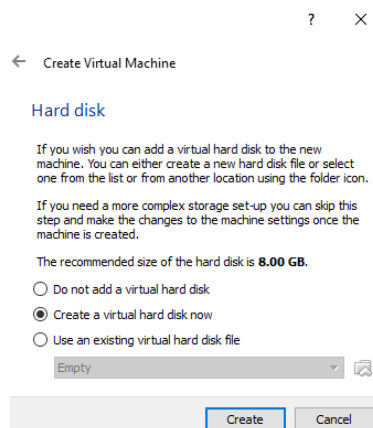 ?
Create Virtual Machine
Hard disk
If you wish you can add a virtual hard disk to the new
machine. You can either create a new hard disk file or select
one from the list or from another location using the folder icon.
If you need a more complex storage set-up you can skip this
step and make the changes to the machine settings once the
machine is created.
The recommended size of the hard disk is 8.00 GB.
Do not add a virtual hard disk
Create a virtual hard disk now
Use an existing virtual hard disk file
Empty
Create Cancel